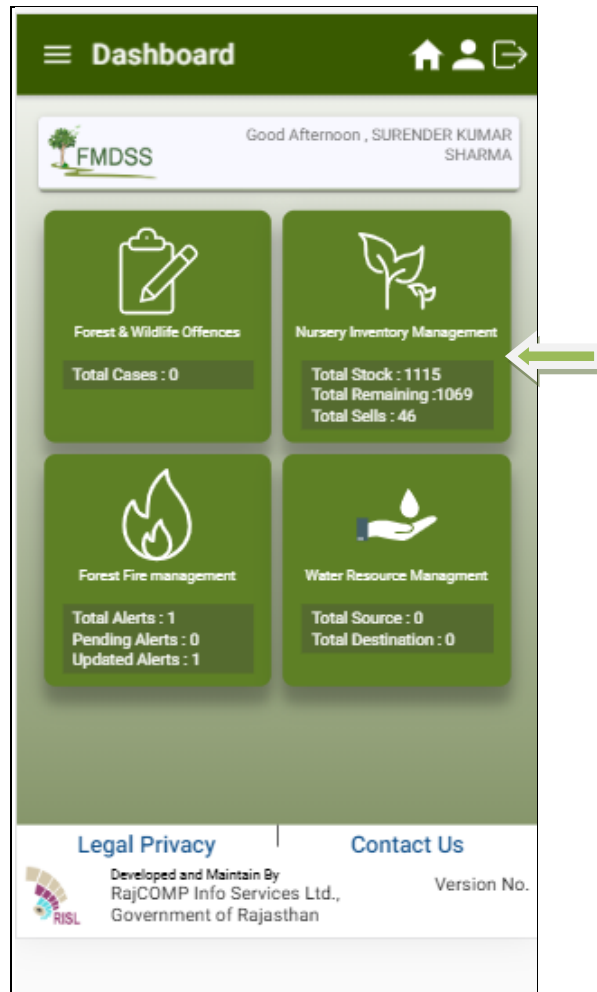 Dashboard
FMDSS
Good Afternoon , SURENDER KUMAR
SHARMA
Forest & Wildlife Offences
Total Cases : 0
Nursery Inventory Management
Total Stock : 1115
Total Remaining :1069
Total Sells : 46
Forest Fire management
Total Alerts : 1
Pending Alerts : 0
Updated Alerts : 1
Water Resource Managment
Total Source : 0
Total Destination : 0
Legal Privacy
Contact Us
RISL
Developed and Maintain By
RajCOMP Info Services Ltd.,
Government of Rajasthan
Version No.